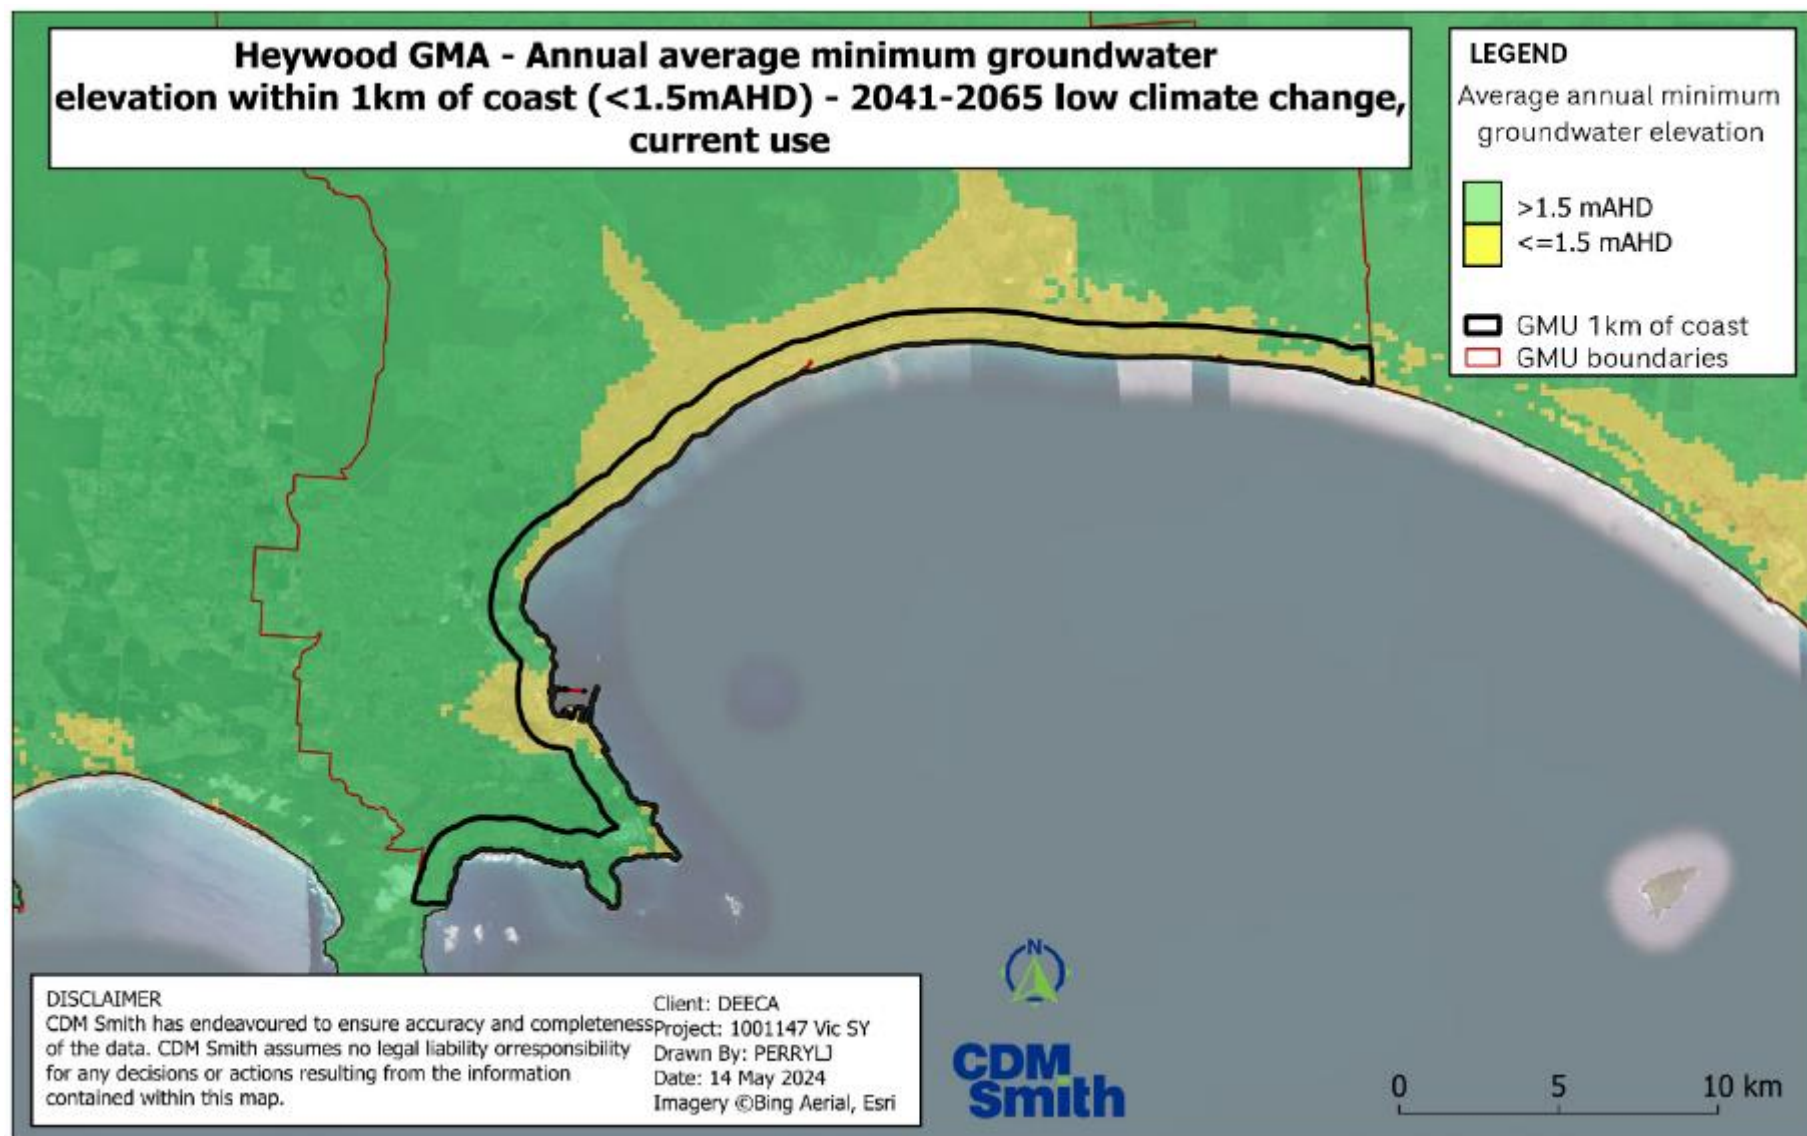 Heywood GMA - Annual average minimum groundwater
elevation within 1km of coast (<1.5mAHD) - 2041-2065 low climate change,
current use
LEGEND
Average annual minimum
groundwater elevation
>1.5 mAHD
<=1.5 mAHD
GMU 1km of coast
GMU boundaries
DISCLAIMER
CDM Smith has endeavoured to ensure accuracy and completeness
of the data. CDM Smith assumes no legal liability orresponsibility
for any decisions or actions resulting from the information
contained within this map.
Client: DEECA
Project: 1001147 Vic SY
Drawn By: PERRYLJ
Date: 14 May 2024
Imagery ©Bing Aerial, Esri
N
CDM
Smith
0 5 10 km